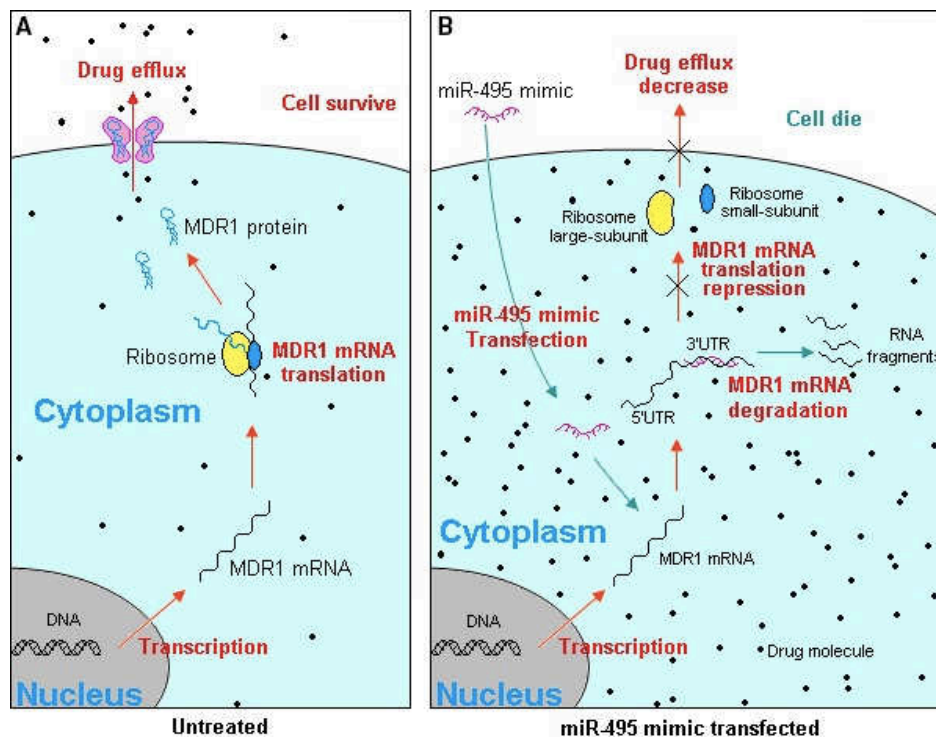 A
Drug efflux
Cell survive
MDR1 protein
Ribosome
MDR1 mRNA
translation
Cytoplasm
MDR1 mRNA
DNA
Transcription
Nucleus
Untreated
B
Drug efflux
decrease
miR-495 mimic
Cell die
Ribosome
small-subunit
Ribosome
large-subunit
MDR1 mRNA
translation
repression
miR-495 mimic
Transfection
3'UTR
RNA
fragments
MDR1 mRNA
degradation
5'UTR
Cytoplasm
MDR1 mRNA
DNA
Transcription
Drug molecule
Nucleus
miR-495 mimic transfected